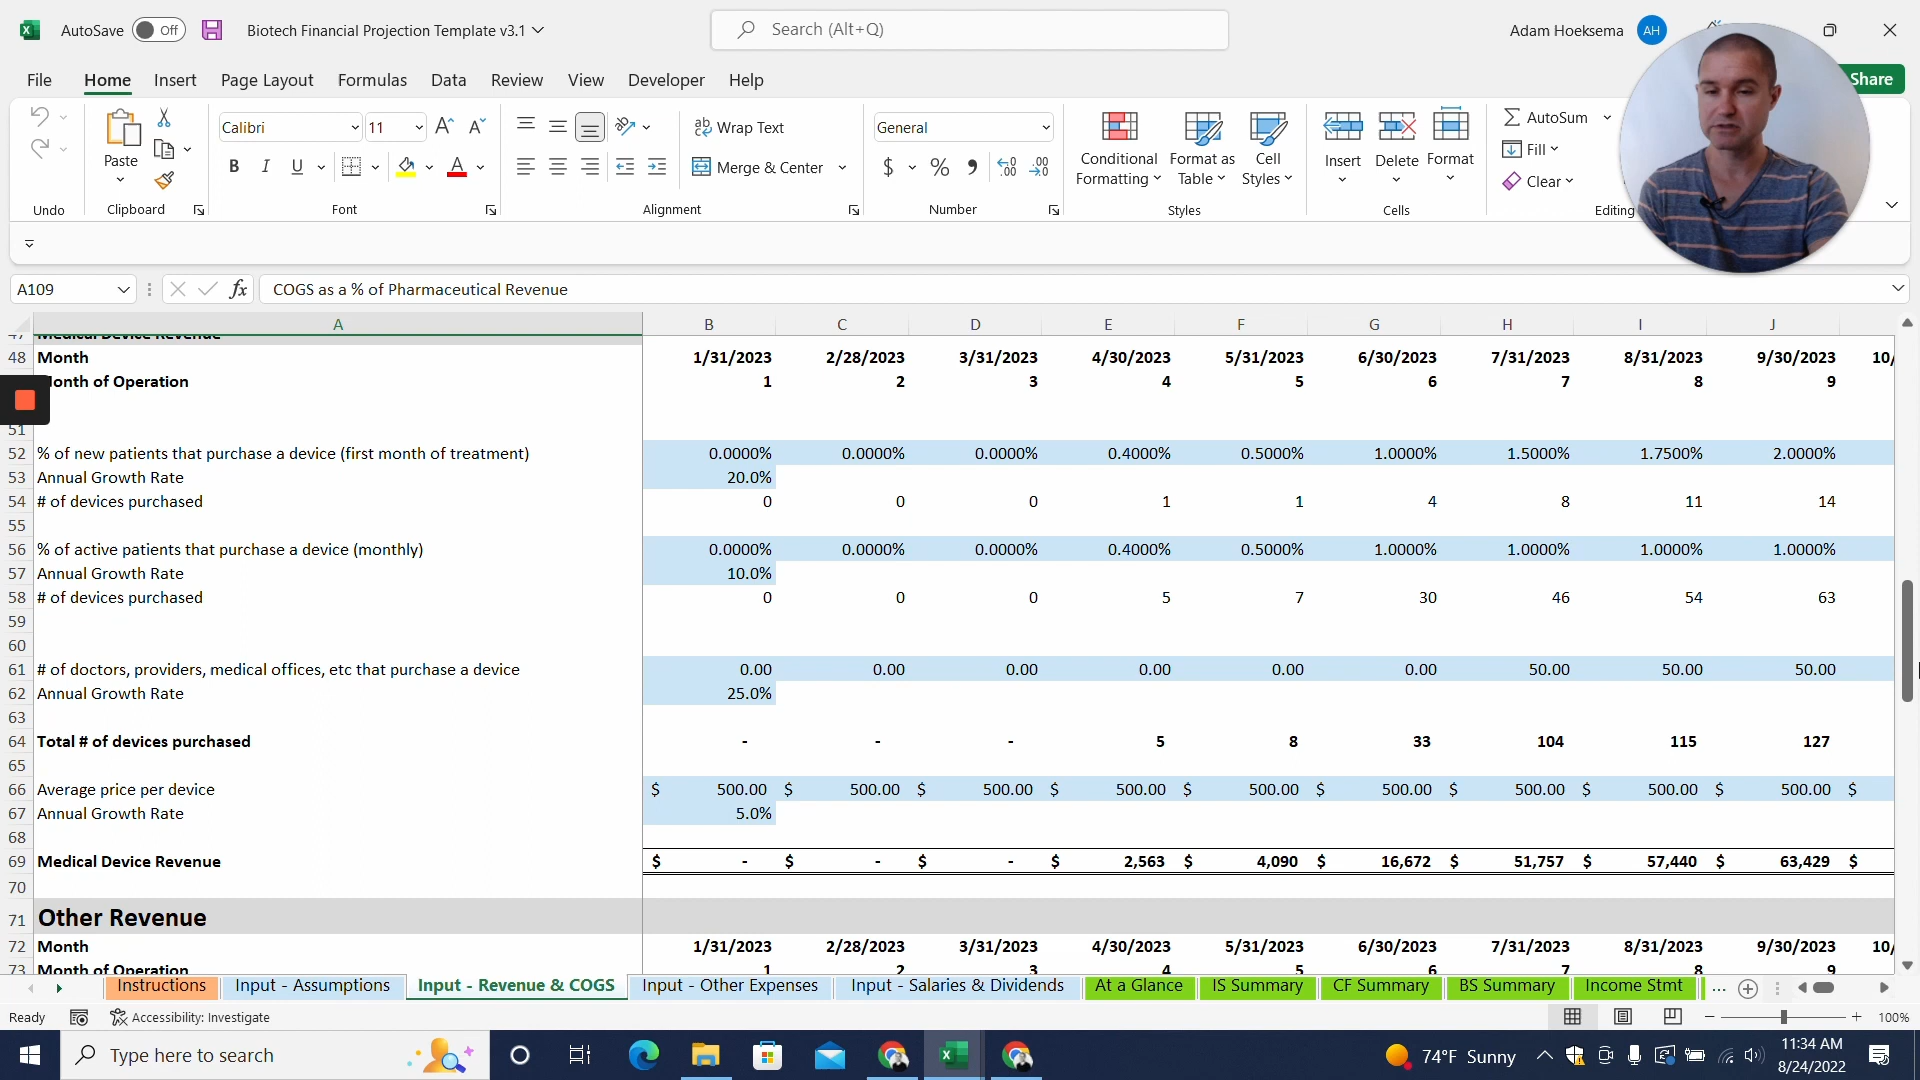 AutoSave Off Biotech Financial Projection Template v3.1 Search (Alt+Q) Adam Hoeksema AH
File Home Insert Page Layout Formulas Data Review View Developer Help Share
Calibri 11 Wrap Text General AutoSum
Paste Merge & Center Conditional Formatting Format as Table Cell Styles Insert Delete Format Fill
Clear
Undo Clipboard Font Alignment Number Styles Cells Editing
A109 fx COGS as a % of Pharmaceutical Revenue
A B C D E F G H I J
48 Month 1/31/2023 2/28/2023 3/31/2023 4/30/2023 5/31/2023 6/30/2023 7/31/2023 8/31/2023 9/30/2023 10/
onth of Operation 1 2 3 4 5 6 7 8 9
51
52 % of new patients that purchase a device (first month of treatment) 0.0000% 0.0000% 0.0000% 0.4000% 0.5000% 1.0000% 1.5000% 1.7500% 2.0000%
53 Annual Growth Rate 20.0%
54 # of devices purchased 0 0 0 1 1 4 8 11 14
55
56 % of active patients that purchase a device (monthly) 0.0000% 0.0000% 0.0000% 0.4000% 0.5000% 1.0000% 1.0000% 1.0000% 1.0000%
57 Annual Growth Rate 10.0%
58 # of devices purchased 0 0 0 5 7 30 46 54 63
59
60
61 # of doctors, providers, medical offices, etc that purchase a device 0.00 0.00 0.00 0.00 0.00 0.00 50.00 50.00 50.00
62 Annual Growth Rate 25.0%
63
64 Total # of devices purchased - - - 5 8 33 104 115 127
65
66 Average price per device $ 500.00 $ 500.00 $ 500.00 $ 500.00 $ 500.00 $ 500.00 $ 500.00 $ 500.00 $ 500.00 $
67 Annual Growth Rate 5.0%
68
69 Medical Device Revenue $ - $ - $ - $ 2,563 $ 4,090 $ 16,672 $ 51,757 $ 57,440 $ 63,429 $
70
71 Other Revenue
72 Month 1/31/2023 2/28/2023 3/31/2023 4/30/2023 5/31/2023 6/30/2023 7/31/2023 8/31/2023 9/30/2023 10/
73 Month of Operation 1 2 3 4 5 6 7 8 9
Instructions Input - Assumptions Input - Revenue & COGS Input - Other Expenses Input - Salaries & Dividends At a Glance IS Summary CF Summary BS Summary Income Stmt ...
Ready Accessibility: Investigate 100%
Type here to search 74°F Sunny 11:34 AM
8/24/2022